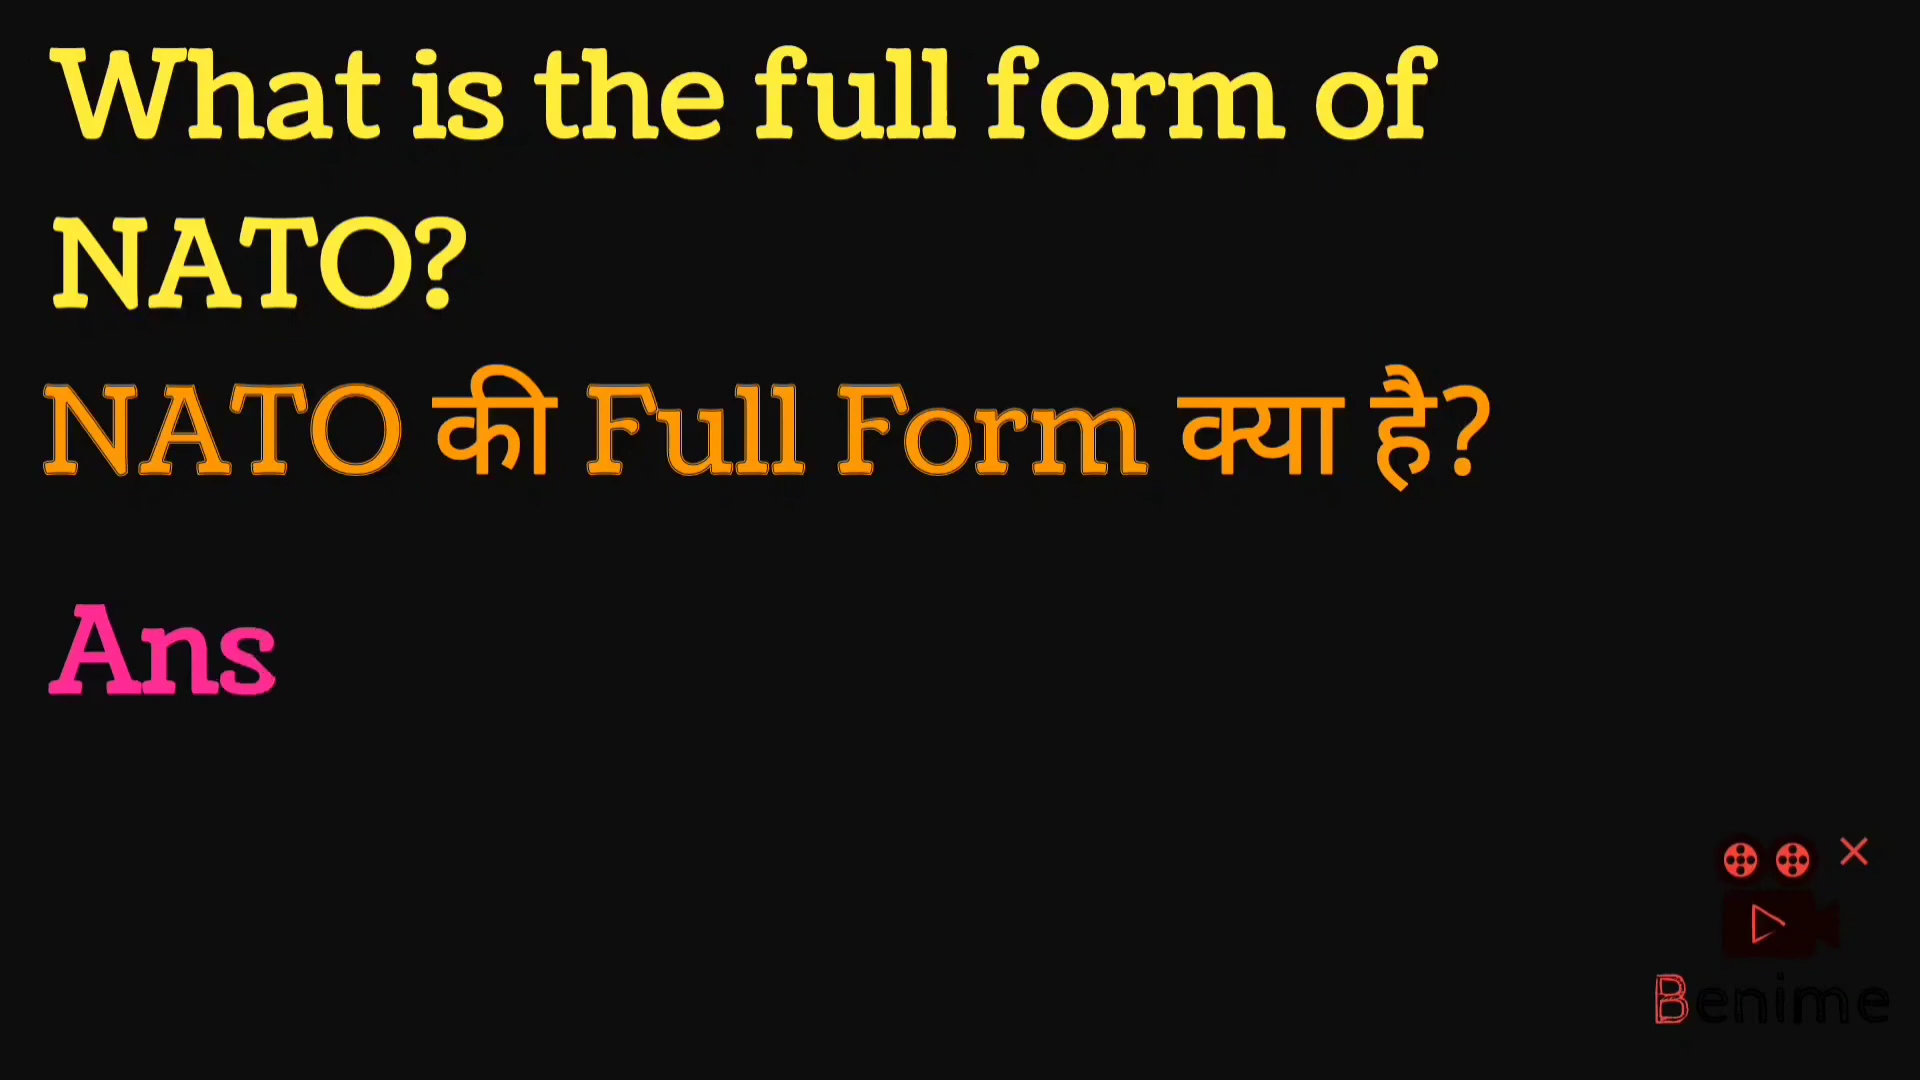 What is the full form of
NATO?
NATO की Full Form क्या है?
Ans
Benime